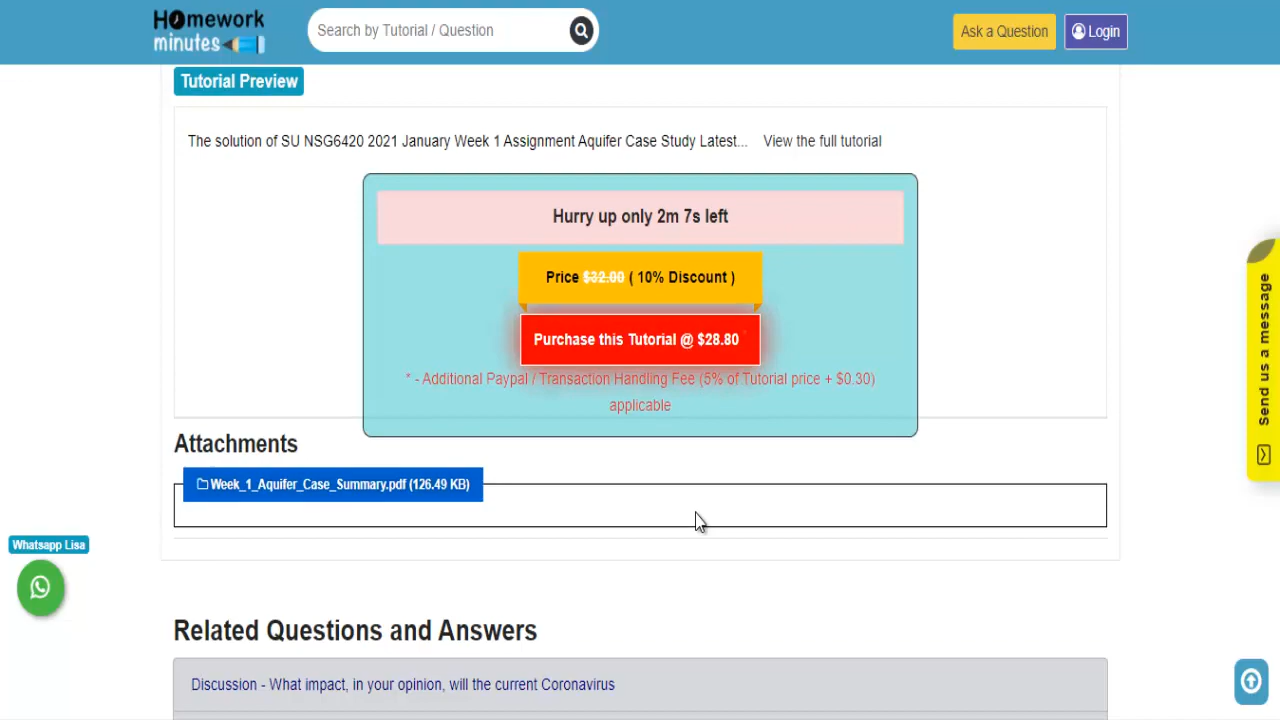 Homework
minutes
Search by Tutorial / Question
Ask a Question
Login
Tutorial Preview
The solution of SU NSG6420 2021 January Week 1 Assignment Aquifer Case Study Latest... View the full tutorial
Hurry up only 2m 7s left
Price $32.00 ( 10% Discount )
Purchase this Tutorial @ $28.80
* - Additional Paypal / Transaction Handling Fee (5% of Tutorial price + $0.30)
applicable
Send us a message
Attachments
Week_1_Aquifer_Case_Summary.pdf (126.49 KB)
Whatsapp Lisa
Related Questions and Answers
Discussion - What impact, in your opinion, will the current Coronavirus